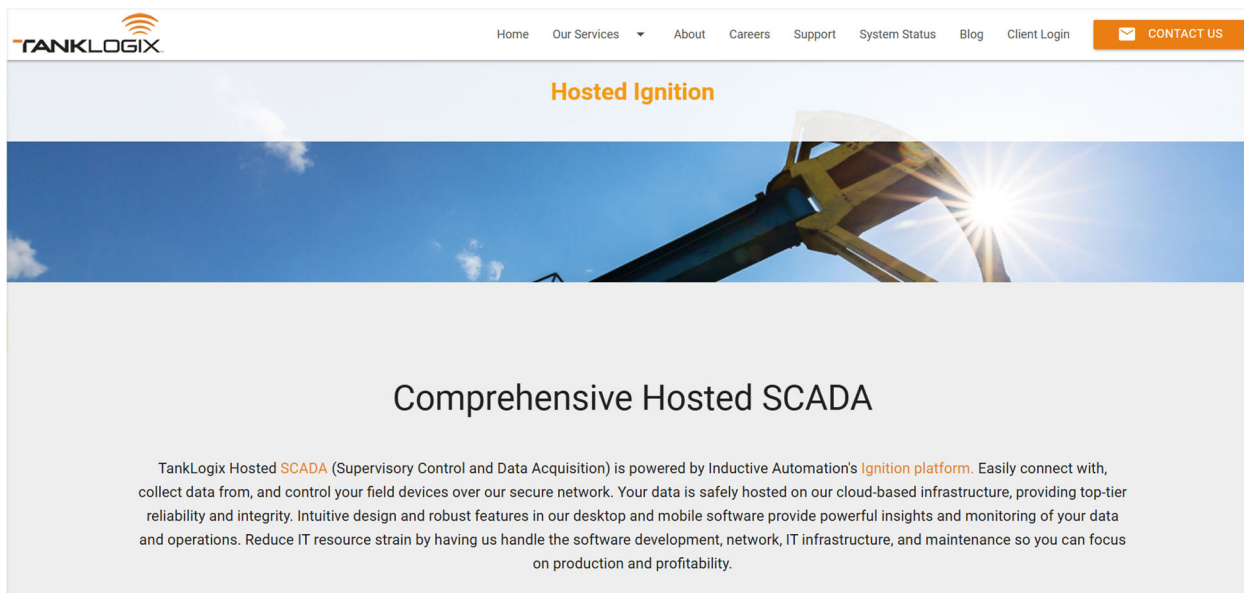 TANKLOGIX
Home Our Services About Careers Support System Status Blog Client Login CONTACT US
Hosted Ignition
Comprehensive Hosted SCADA
TankLogix Hosted SCADA (Supervisory Control and Data Acquisition) is powered by Inductive Automation's Ignition platform. Easily connect with,
collect data from, and control your field devices over our secure network. Your data is safely hosted on our cloud-based infrastructure, providing top-tier
reliability and integrity. Intuitive design and robust features in our desktop and mobile software provide powerful insights and monitoring of your data
and operations. Reduce IT resource strain by having us handle the software development, network, IT infrastructure, and maintenance so you can focus
on production and profitability.